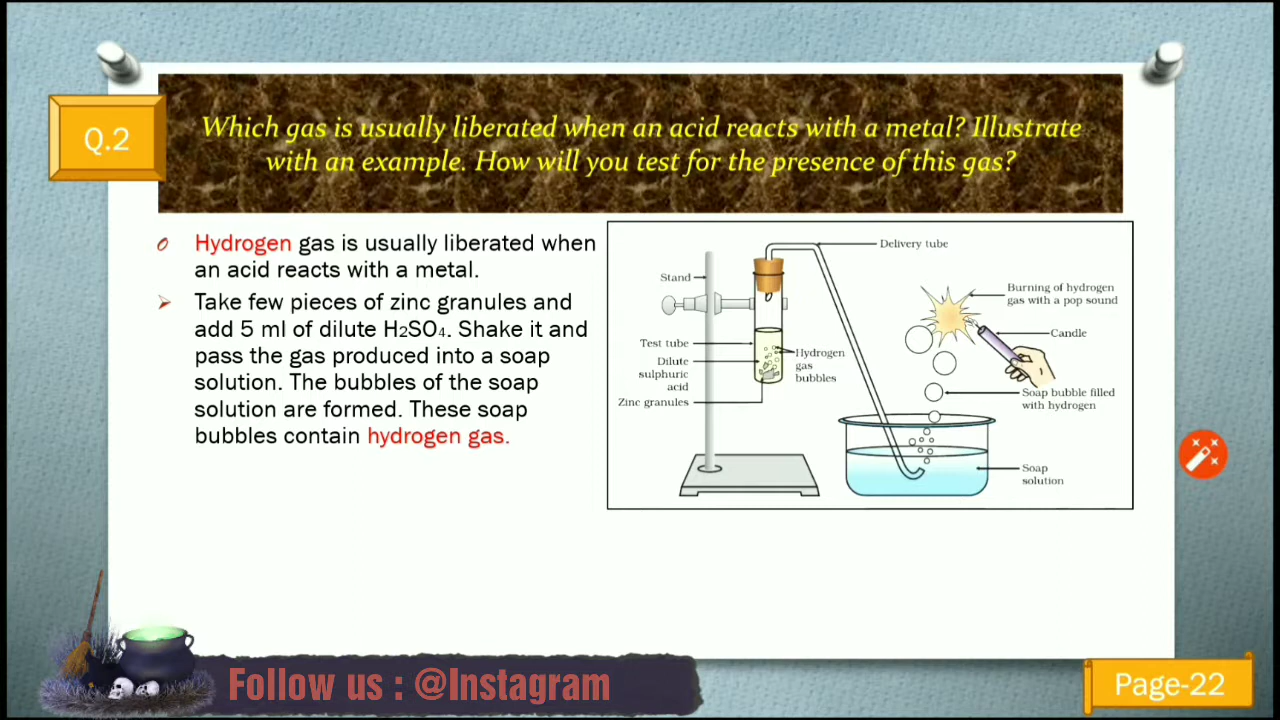 Q.2
Which gas is usually liberated when an acid reacts with a metal? Illustrate
with an example. How will you test for the presence of this gas?
Hydrogen gas is usually liberated when
an acid reacts with a metal.
Take few pieces of zinc granules and
add 5 ml of dilute H₂SO₄. Shake it and
pass the gas produced into a soap
solution. The bubbles of the soap
solution are formed. These soap
bubbles contain hydrogen gas.
Delivery tube
Stand
Burning of hydrogen
gas with a pop sound
Candle
Test tube
Hydrogen
gas
bubbles
Dilute
sulphuric
acid
Zinc granules
Soap bubble filled
with hydrogen
Soap
solution
Follow us : @Instagram
Page-22